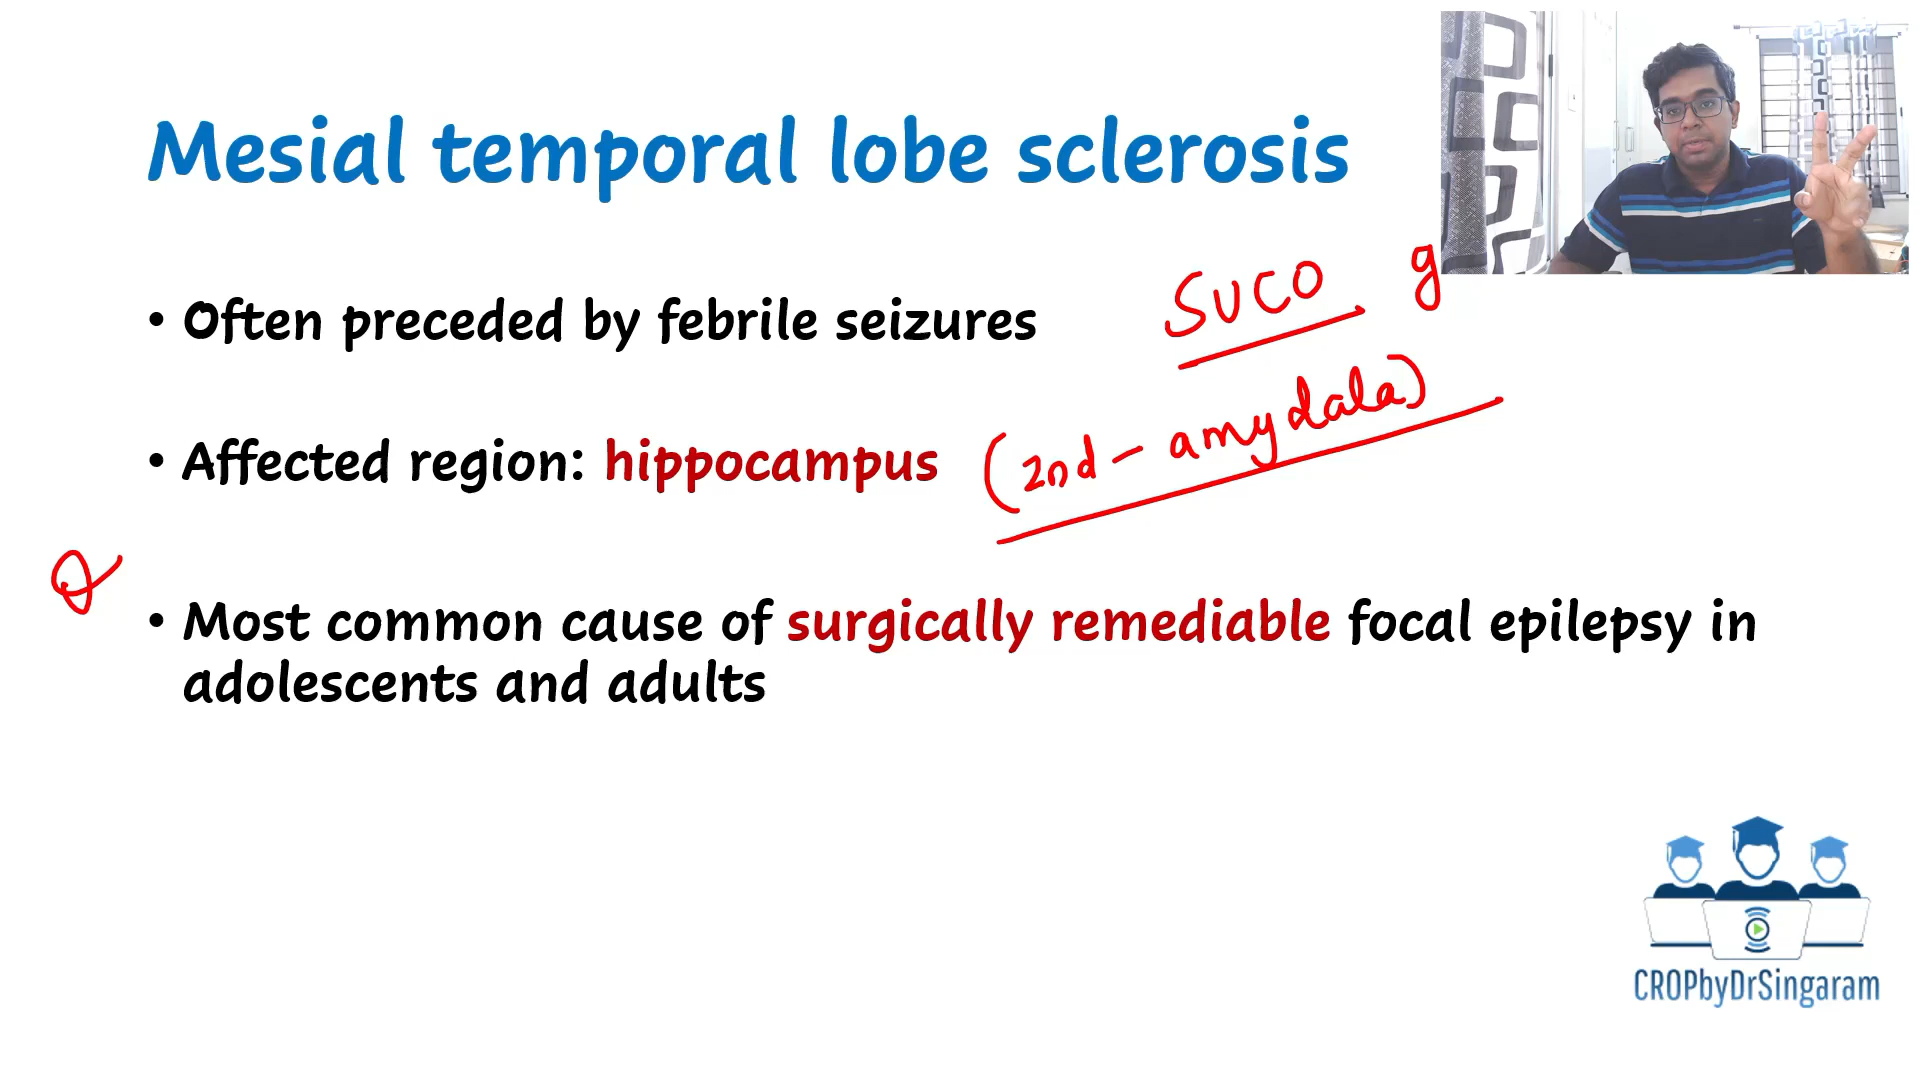 Mesial temporal lobe sclerosis
• Often preceded by febrile seizures
SUCO g
• Affected region: hippocampus (2nd - amydala)
Q
• Most common cause of surgically remediable focal epilepsy in
adolescents and adults
CROPbyDrSingaram